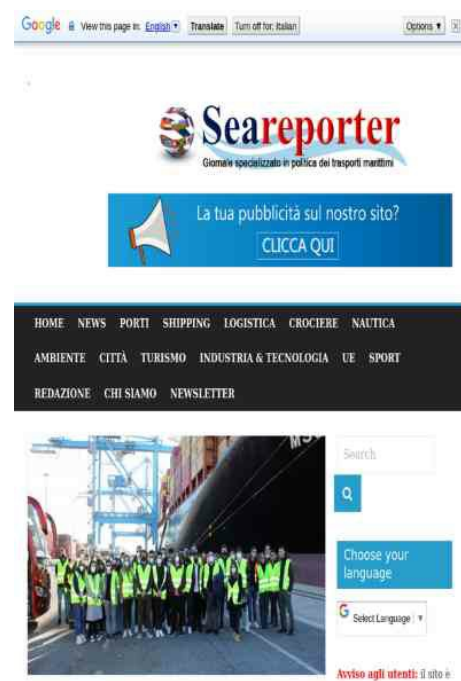 Google View this page in: English Translate Turn off for: Italian Options
Seareporter
Giornale specializzato in politica dei trasporti marittimi
La tua pubblicità sul nostro sito?
CLICCA QUI
HOME NEWS PORTI SHIPPING LOGISTICA CROCIERE NAUTICA
AMBIENTE CITTÀ TURISMO INDUSTRIA & TECNOLOGIA UE SPORT
REDAZIONE CHI SIAMO NEWSLETTER
MS
Search
Choose your
language
G Select Language
Avviso agli utenti: il sito è